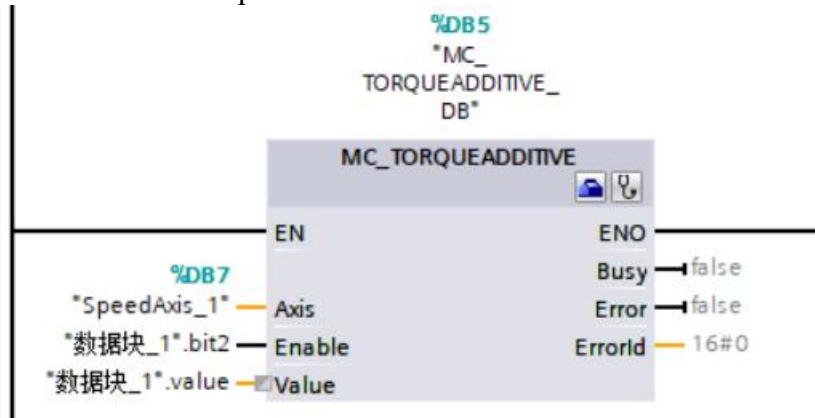 %DB5
"MC_
TORQUEADDITIVE_
DB"
MC_TORQUEADDITIVE
EN
ENO
Busy
false
%DB7
"SpeedAxis_1"
Axis
Error
false
"数据块_1".bit2
Enable
ErrorId
16#0
"数据块_1".value
Value